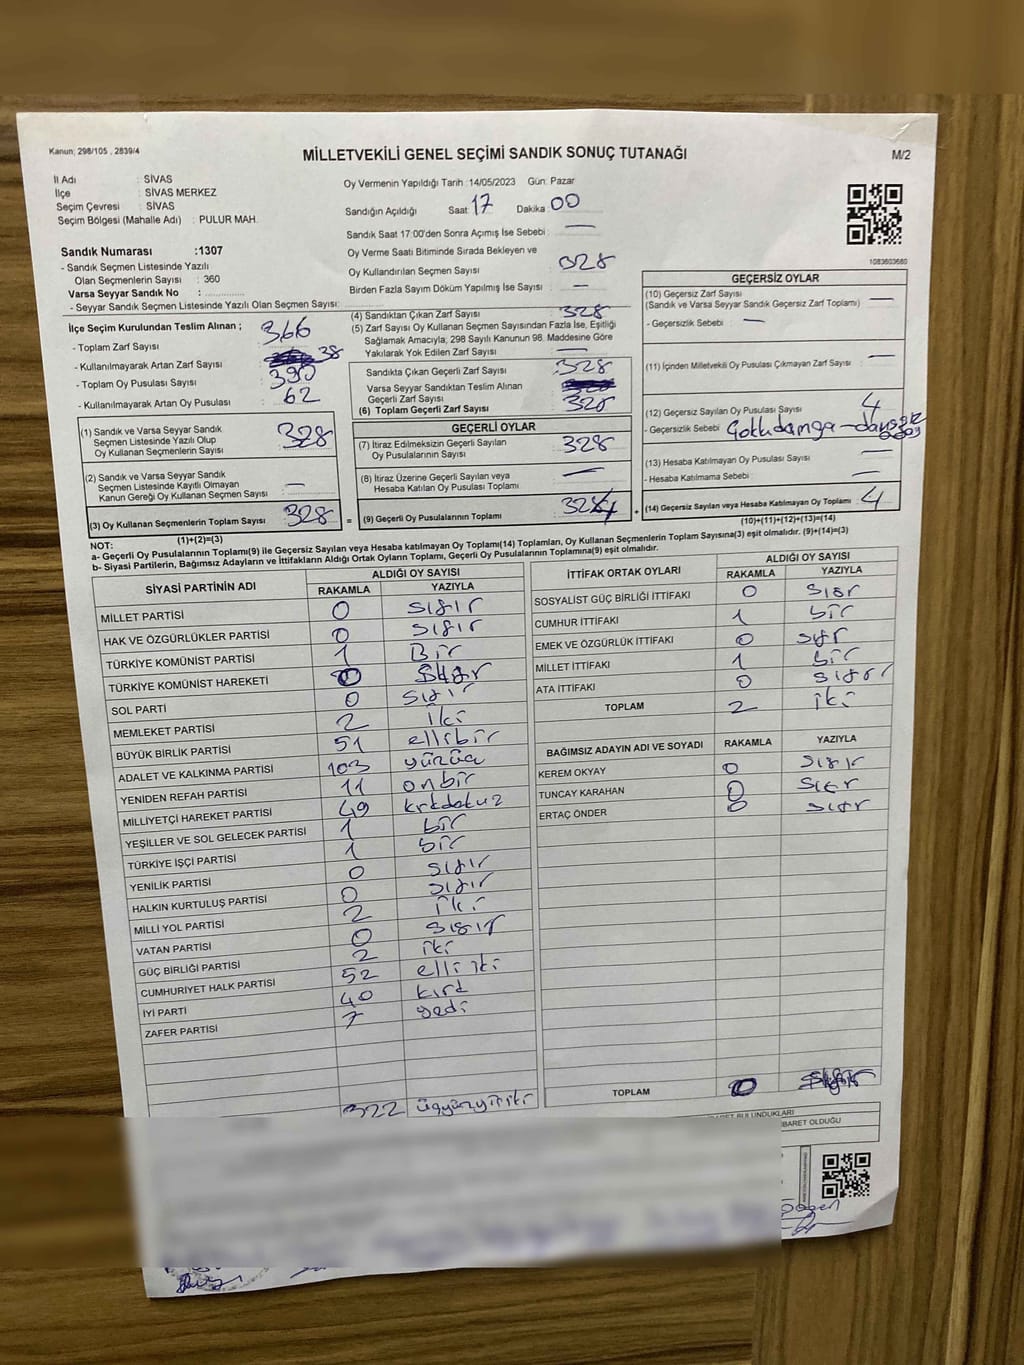 Kanun; 298/105 , 2839/4
MİLLETVEKİLİ GENEL SEÇİMİ SANDIK SONUÇ TUTANAĞI
M/2
İl Adı : SİVAS
İlçe : SİVAS MERKEZ
Seçim Çevresi : SİVAS
Seçim Bölgesi (Mahalle Adı) : PULUR MAH.
Oy Vermenin Yapıldığı Tarih :14/05/2023 Gün: Pazar
Sandığın Açıldığı Saat 17 Dakika 00
Sandık Saat 17:00'den Sonra Açımış İse Sebebi : —
Oy Verme Saati Bitiminde Sırada Bekleyen ve
Oy Kullandırılan Seçmen Sayısı 328
Birden Fazla Sayım Döküm Yapılmış İse Sayısı : —
1083603680
Sandık Numarası :1307
- Sandık Seçmen Listesinde Yazılı
Olan Seçmenlerin Sayısı : 360
Varsa Seyyar Sandık No :
- Seyyar Sandık Seçmen Listesinde Yazılı Olan Seçmen Sayısı:
İlçe Seçim Kurulundan Teslim Alınan ;
- Toplam Zarf Sayısı 366
- Kullanılmayarak Artan Zarf Sayısı 38
- Toplam Oy Pusulası Sayısı 390
- Kullanılmayarak Artan Oy Pusulası 62
(4) Sandıktan Çıkan Zarf Sayısı 328
(5) Zarf Sayısı Oy Kullanan Seçmen Sayısından Fazla İse, Eşitliği
Sağlamak Amacıyla, 298 Sayılı Kanunun 98. Maddesine Göre
Yakılarak Yok Edilen Zarf Sayısı —
Sandıkta Çıkan Geçerli Zarf Sayısı :328
Varsa Seyyar Sandıktan Teslim Alınan
Geçerli Zarf Sayısı
(6) Toplam Geçerli Zarf Sayısı 328
GEÇERSİZ OYLAR
(10) Geçersiz Zarf Sayısı —
(Sandık ve Varsa Seyyar Sandık Geçersiz Zarf Toplamı)
- Geçersizlik Sebebi : —
(11) İçinden Milletvekili Oy Pusulası Çıkmayan Zarf Sayısı : —
(12) Geçersiz Sayılan Oy Pusulası Sayısı 4
- Geçersizlik Sebebi
(13) Hesaba Katılmayan Oy Pusulası Sayısı —
- Hesaba Katılmama Sebebi : —
(14) Geçersiz Sayılan veya Hesaba Katılmayan Oy Toplamı 4
(10)+(11)+(12)+(13)=(14)
(1) Sandık ve Varsa Seyyar Sandık
Seçmen Listesinde Yazılı Olup
Oy Kullanan Seçmenlerin Sayısı 328
(2) Sandık ve Varsa Seyyar Sandık
Seçmen Listesinde Kayıtlı Olmayan
Kanun Gereği Oy Kullanan Seçmen Sayısı —
(3) Oy Kullanan Seçmenlerin Toplam Sayısı 328
(1)+(2)=(3)
GEÇERLİ OYLAR
(7) İtiraz Edilmeksizin Geçerli Sayılan
Oy Pusulasının Sayısı 328
(8) İtiraz Üzerine Geçerli Sayılan veya
Hesaba Katılan Oy Pusulası Toplamı —
(9) Geçerli Oy Pusulalarının Toplamı 324
NOT:
a- Geçerli Oy Pusulalarının Toplamı(9) ile Geçersiz Sayılan veya Hesaba katılmayan Oy Toplamı(14) Toplamları, Oy Kullanan Seçmenlerin Toplam Sayısına(3) eşit olmalıdır. (9)+(14)=(3)
b- Siyasi Partilerin, Bağımsız Adayların ve İttifakların Aldığı Ortak Oyların Toplamı, Geçerli Oy Pusulalarının Toplamına(9) eşit olmalıdır.
SİYASİ PARTİNİN ADI ALDIĞI OY SAYISI
RAKAMLA YAZIYLA
MİLLET PARTİSİ 0 sıfır
HAK VE ÖZGÜRLÜKLER PARTİSİ 0 sıfır
TÜRKİYE KOMÜNİST PARTİSİ 1 Bir
TÜRKİYE KOMÜNİST HAREKETİ 0 sıfır
SOL PARTİ 0 sıfır
MEMLEKET PARTİSİ 2 iki
BÜYÜK BİRLİK PARTİSİ 51 ellibir
ADALET VE KALKINMA PARTİSİ 103 yüzüç
YENİDEN REFAH PARTİSİ 11 onbir
MİLLİYETÇİ HAREKET PARTİSİ 49 krkdokuz
YEŞİLLER VE SOL GELECEK PARTİSİ 1 bir
TÜRKİYE İŞÇİ PARTİSİ 1 bir
YENİLİK PARTİSİ 0 sıfır
HALKIN KURTULUŞ PARTİSİ 0 sıfır
MİLLİ YOL PARTİSİ 2 iki
VATAN PARTİSİ 0 sıfır
GÜÇ BİRLİĞİ PARTİSİ 2 iki
CUMHURİYET HALK PARTİSİ 52 elli iki
İYİ PARTİ 40 kırk
ZAFER PARTİSİ 7 yedi
322 üçyüzyirmiki
İTTİFAK ORTAK OYLARI ALDIĞI OY SAYISI
RAKAMLA YAZIYLA
SOSYALİST GÜÇ BİRLİĞİ İTTİFAKI 0 sıfır
CUMHUR İTTİFAKI 1 bir
EMEK VE ÖZGÜRLÜK İTTİFAKI 0 sıfr
MİLLET İTTİFAKI 1 bir
ATA İTTİFAKI 0 sıfır
TOPLAM 2 iki
BAĞIMSIZ ADAYIN ADI VE SOYADI ALDIĞI OY SAYISI
RAKAMLA YAZIYLA
KEREM OKYAY 0 sıfır
TUNCAY KARAHAN 0 sıfır
ERTAÇ ÖNDER 0 sıfır
TOPLAM 0 sıfır
BULUNDUKLARI
İBARET OLDUĞU